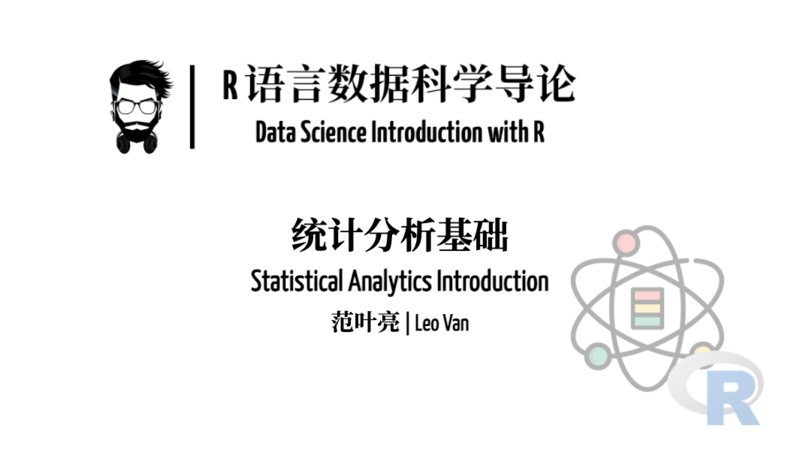 R 语言数据科学导论
Data Science Introduction with R
统计分析基础
Statistical Analytics Introduction
范叶亮 | Leo Van
R